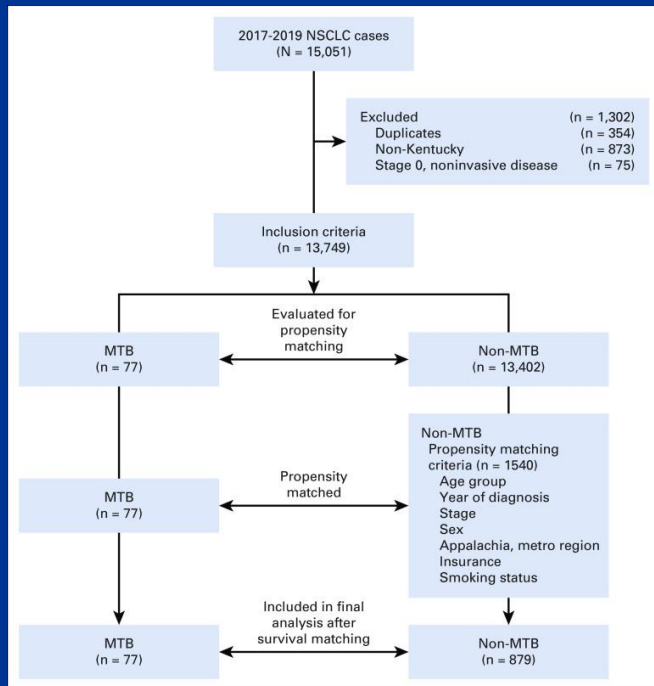 2017-2019 NSCLC cases
(N = 15,051)
Excluded (n = 1,302)
Duplicates (n = 354)
Non-Kentucky (n = 873)
Stage 0, noninvasive disease (n = 75)
Inclusion criteria
(n = 13,749)
Evaluated for
propensity
matching
MTB
(n = 77)
Non-MTB
(n = 13,402)
Non-MTB
Propensity matching
criteria (n = 1540)
Age group
Year of diagnosis
Stage
Sex
Appalachia, metro region
Insurance
Smoking status
Propensity
matched
MTB
(n = 77)
Included in final
analysis after
survival matching
MTB
(n = 77)
Non-MTB
(n = 879)